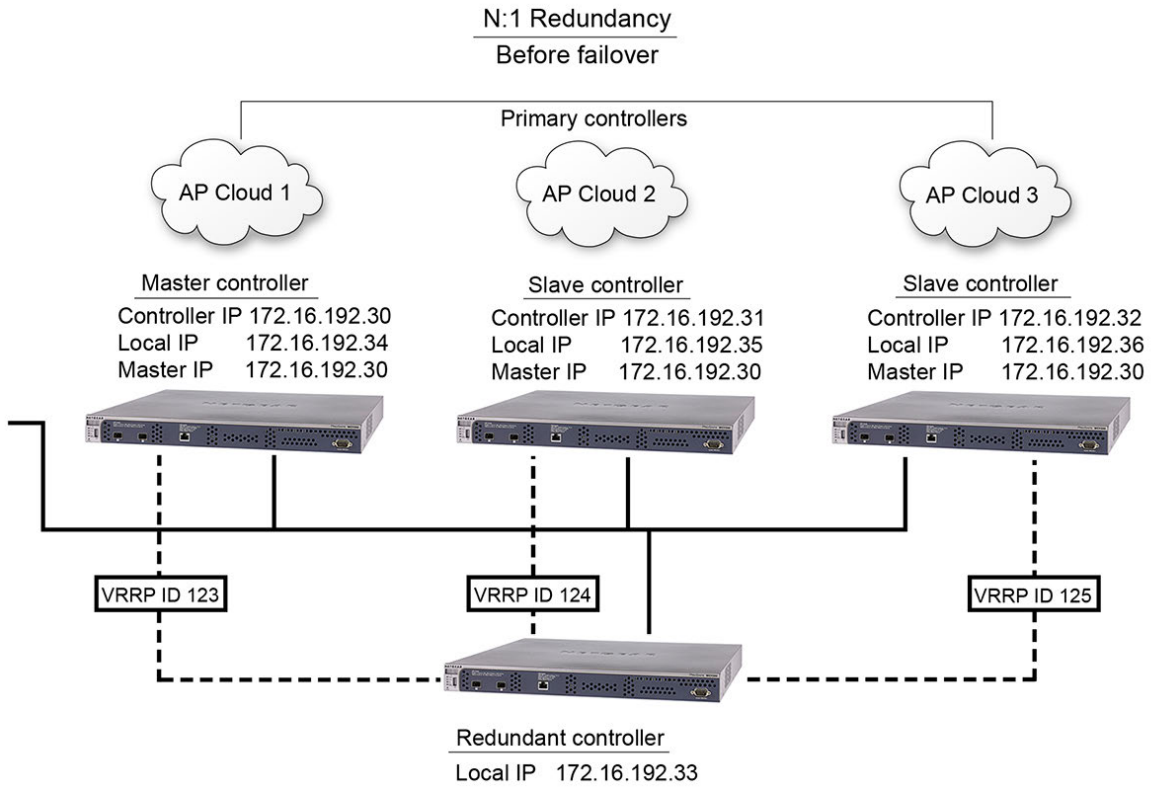 N:1 Redundancy
Before failover
Primary controllers
AP Cloud 1
AP Cloud 2
AP Cloud 3
Master controller
Controller IP 172.16.192.30
Local IP 172.16.192.34
Master IP 172.16.192.30
Slave controller
Controller IP 172.16.192.31
Local IP 172.16.192.35
Master IP 172.16.192.30
Slave controller
Controller IP 172.16.192.32
Local IP 172.16.192.36
Master IP 172.16.192.30
VRRP ID 123
VRRP ID 124
VRRP ID 125
Redundant controller
Local IP 172.16.192.33